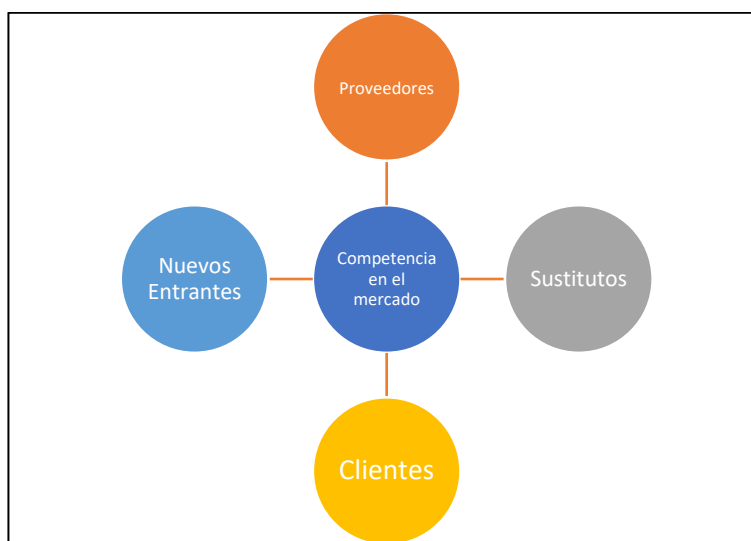 Proveedores
Nuevos
Entrantes
Competencia
en el
mercado
Sustitutos
Clientes